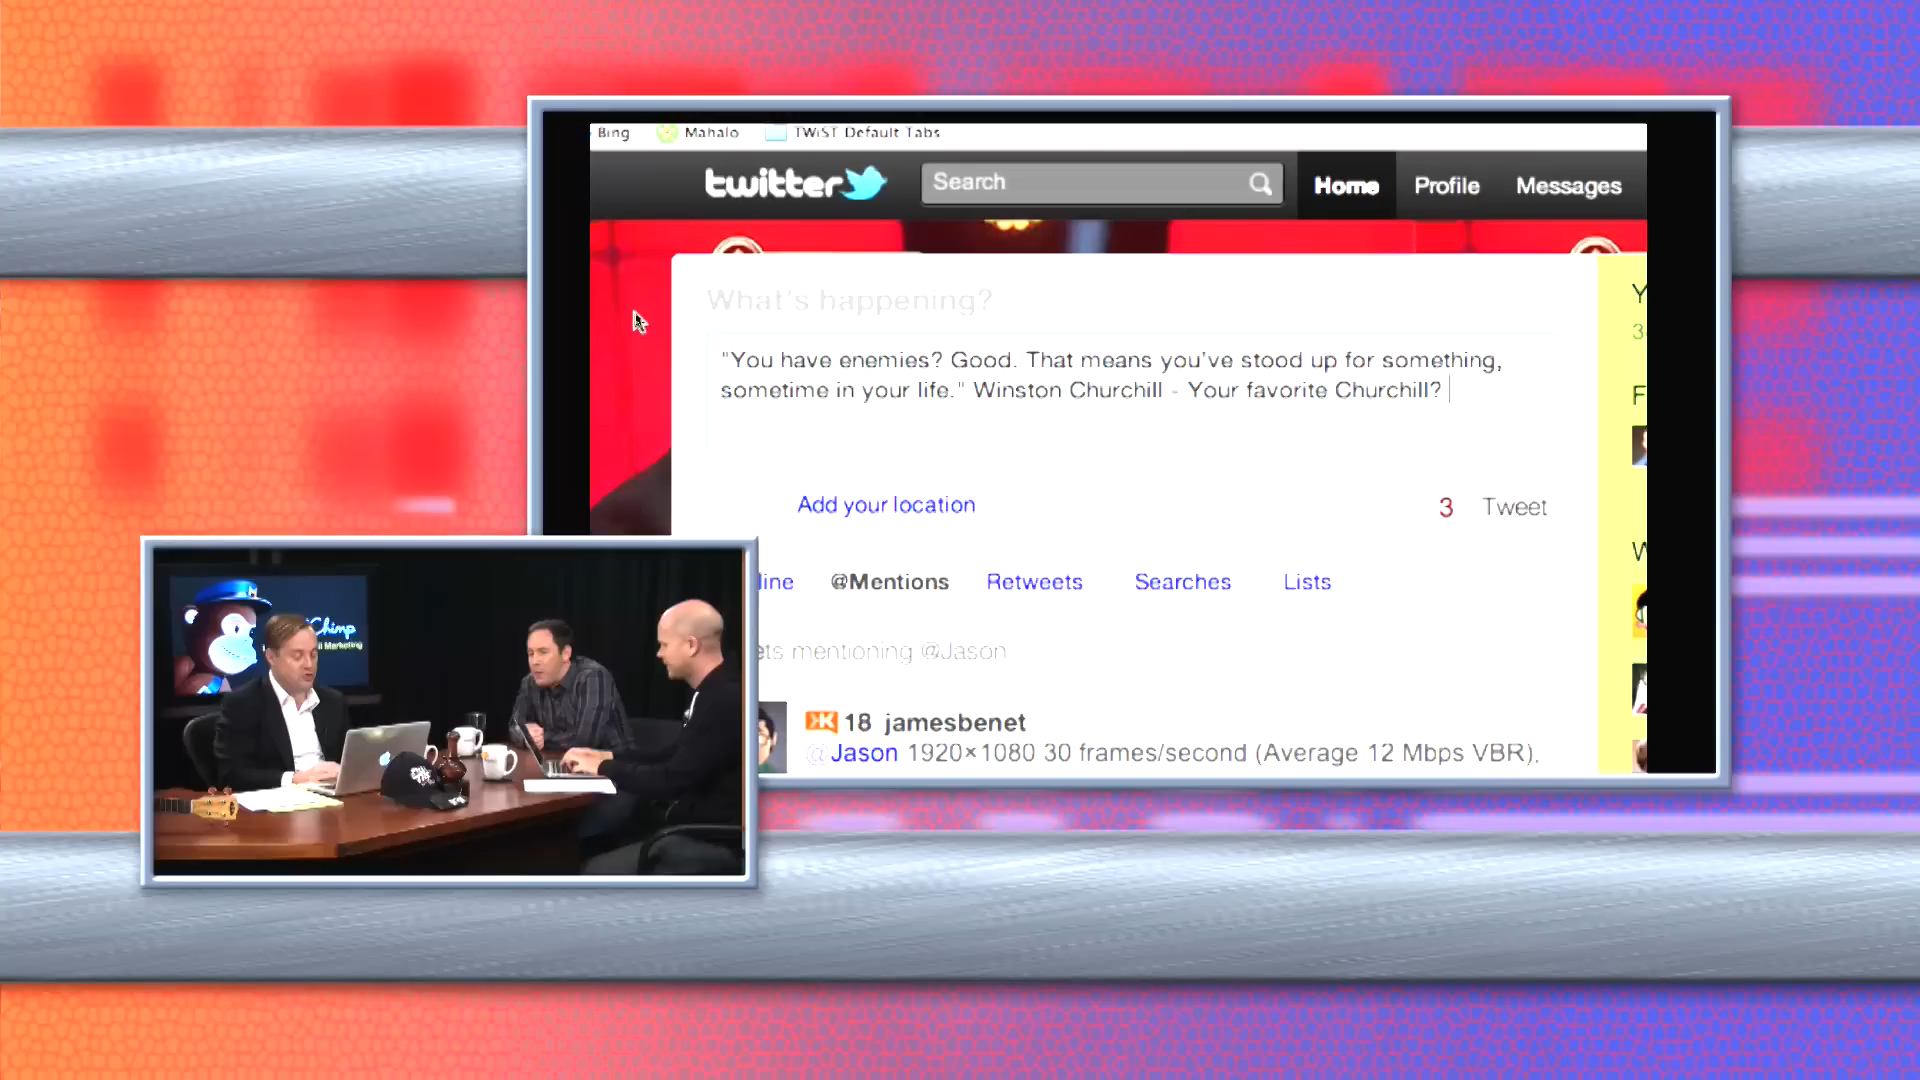 Bing Mahalo TWiST Default Tabs
twitter Search Home Profile Messages
What's happening?
"You have enemies? Good. That means you've stood up for something,
sometime in your life." Winston Churchill - Your favorite Churchill?
Add your location 3 Tweet
line @Mentions Retweets Searches Lists
ets mentioning @Jason
18 jamesbenet
@Jason 1920×1080 30 frames/second (Average 12 Mbps VBR),
Chimp
Marketing